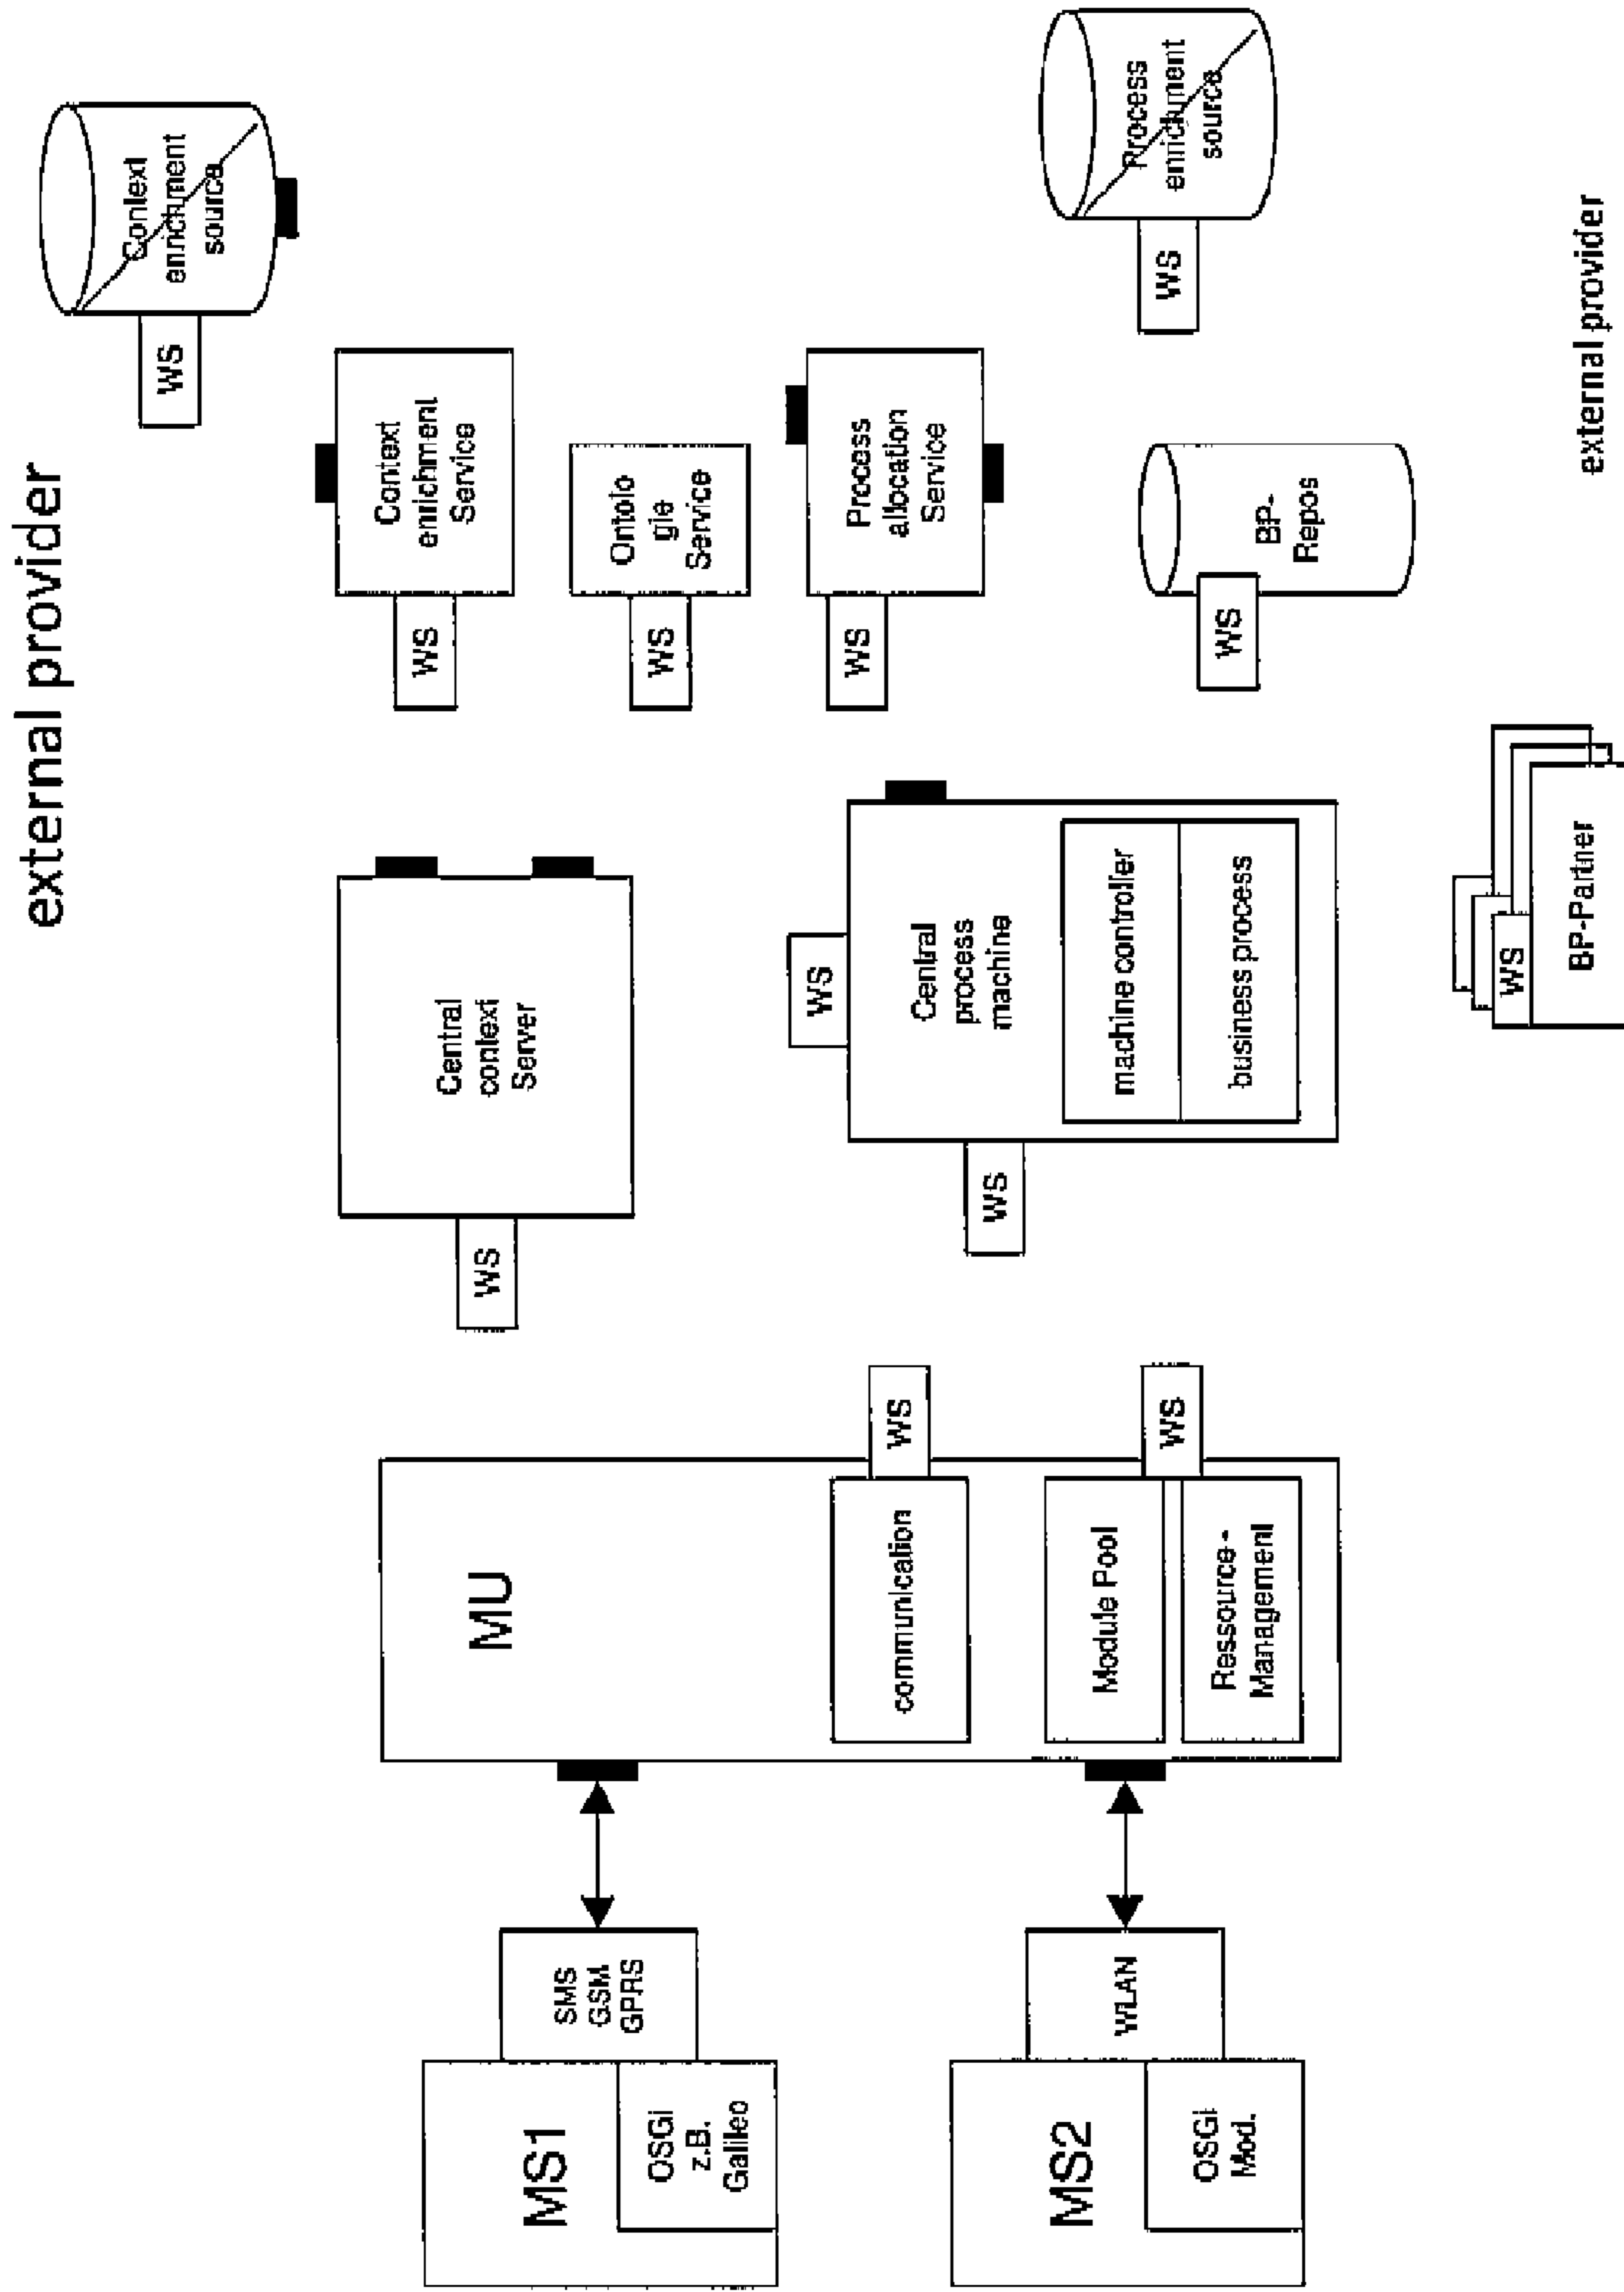 external provider
MS1
OSGi
z.B.
Galileo
SMS
GSM
GPRS
MS2
OSGi
Mod.
WLAN
MU
communication
WS
Module Pool
Ressource -
Management
WS
WS
Central
context
Server
WS
WS
Central
process
machine
machine controller
business process
WS
Context
enrichment
Service
WS
Ontolo
gie
Service
WS
Process
allocation
Service
WS
BP-
Repos
WS
BP-Partner
WS
Context
enrichment
source
WS
Process
enrichment
source
external provider